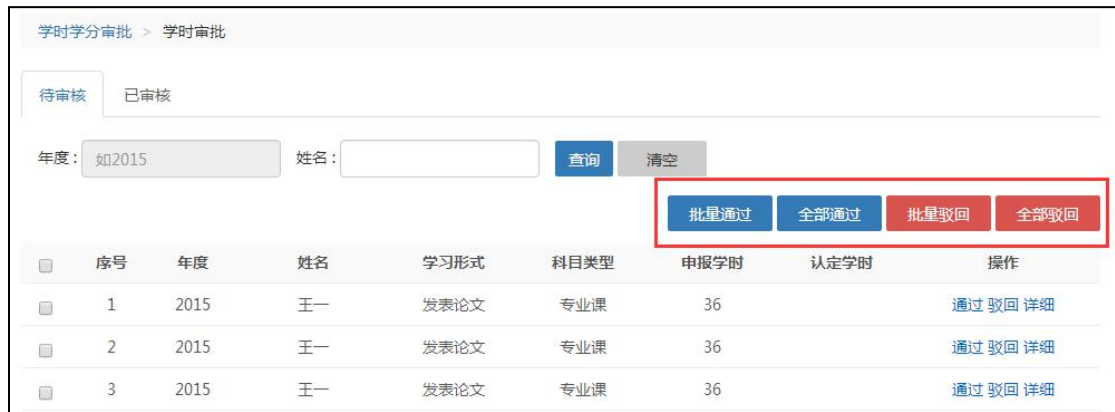 学时学分审批 > 学时审批
待审核 已审核
年度： 如2015 姓名： 查询 清空
批量通过 全部通过 批量驳回 全部驳回
序号 年度 姓名 学习形式 科目类型 申报学时 认定学时 操作
1 2015 王一 发表论文 专业课 36 通过 驳回 详细
2 2015 王一 发表论文 专业课 36 通过 驳回 详细
3 2015 王一 发表论文 专业课 36 通过 驳回 详细